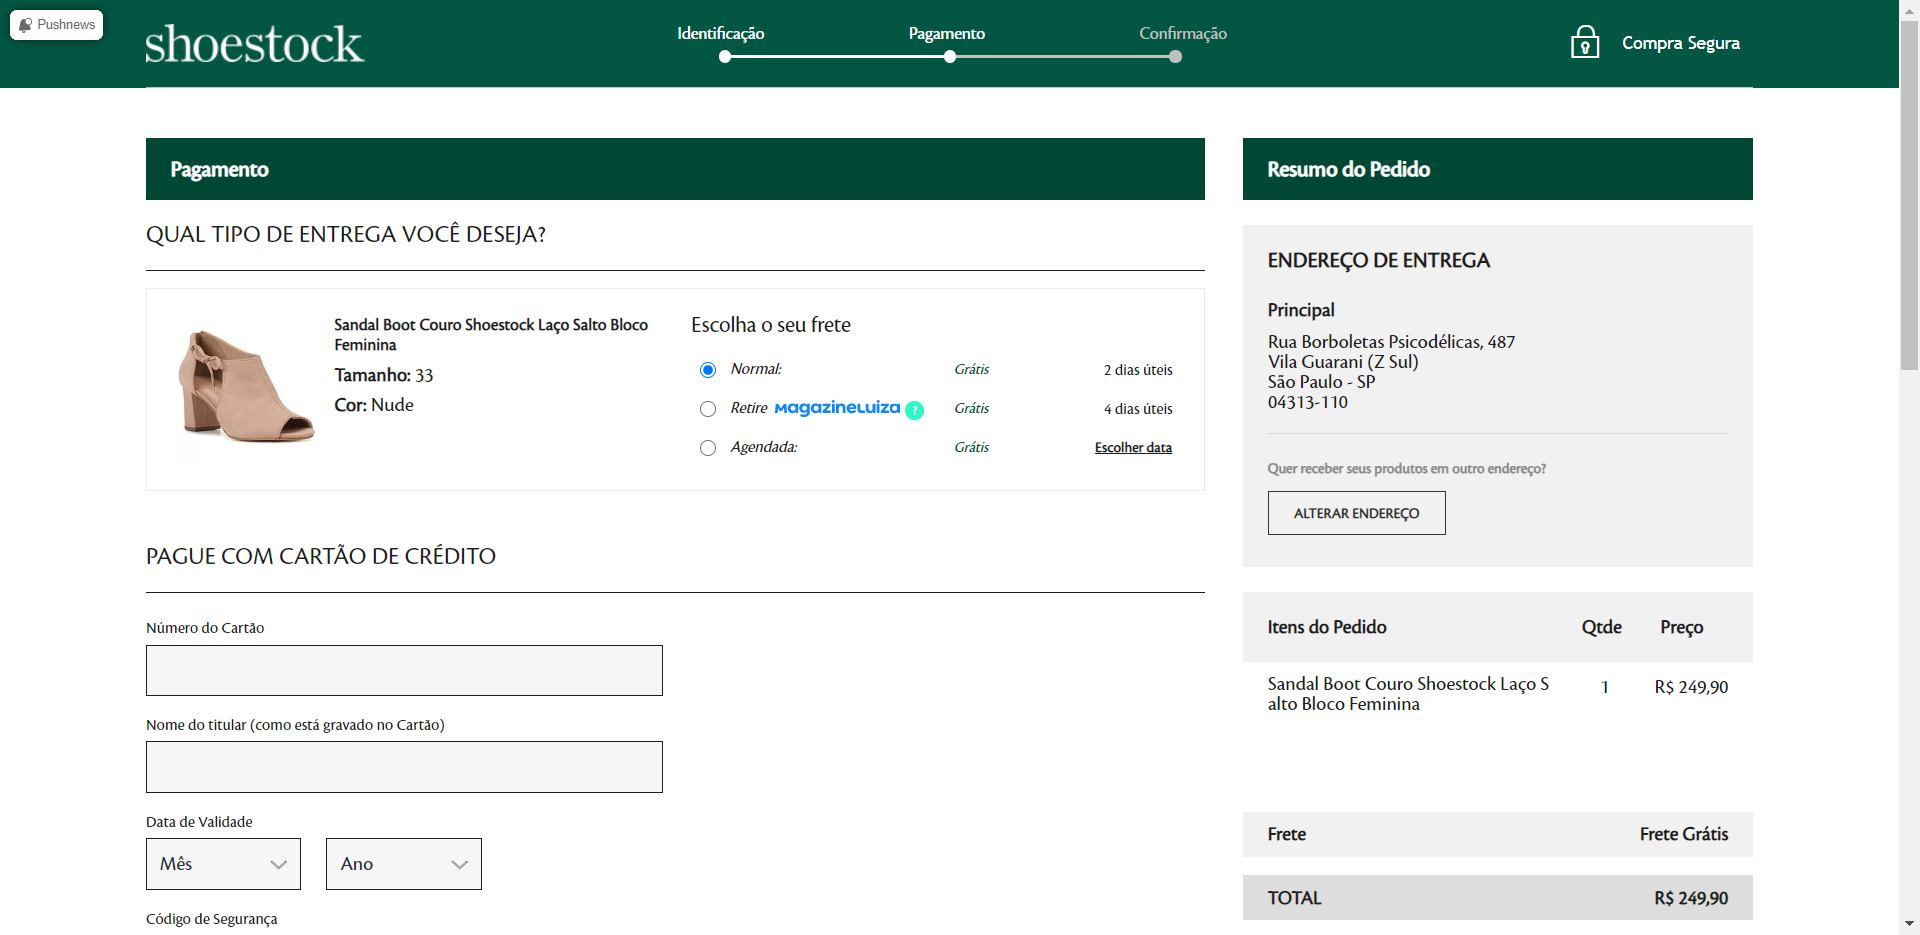 Pushnews
shoestock
Identificação
Pagamento
Confirmação
Compra Segura
Pagamento
QUAL TIPO DE ENTREGA VOCÊ DESEJA?
Sandal Boot Couro Shoestock Laço Salto Bloco
Feminina
Tamanho: 33
Cor: Nude
Escolha o seu frete
Normal: Grátis 2 dias úteis
Retire magazineluiza ? Grátis 4 dias úteis
Agendada: Grátis Escolher data
PAGUE COM CARTÃO DE CRÉDITO
Número do Cartão
Nome do titular (como está gravado no Cartão)
Data de Validade
Mês Ano
Código de Segurança
Resumo do Pedido
ENDEREÇO DE ENTREGA
Principal
Rua Borboletas Psicodélicas, 487
Vila Guarani (Z Sul)
São Paulo - SP
04313-110
Quer receber seus produtos em outro endereço?
ALTERAR ENDEREÇO
Itens do Pedido Qtde Preço
Sandal Boot Couro Shoestock Laço S 1 R$ 249,90
alto Bloco Feminina
Frete Frete Grátis
TOTAL R$ 249,90